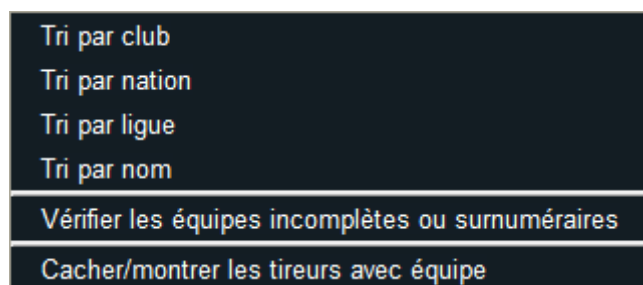 Tri par club
Tri par nation
Tri par ligue
Tri par nom
Vérifier les équipes incomplètes ou surnuméraires
Cacher/montrer les tireurs avec équipe